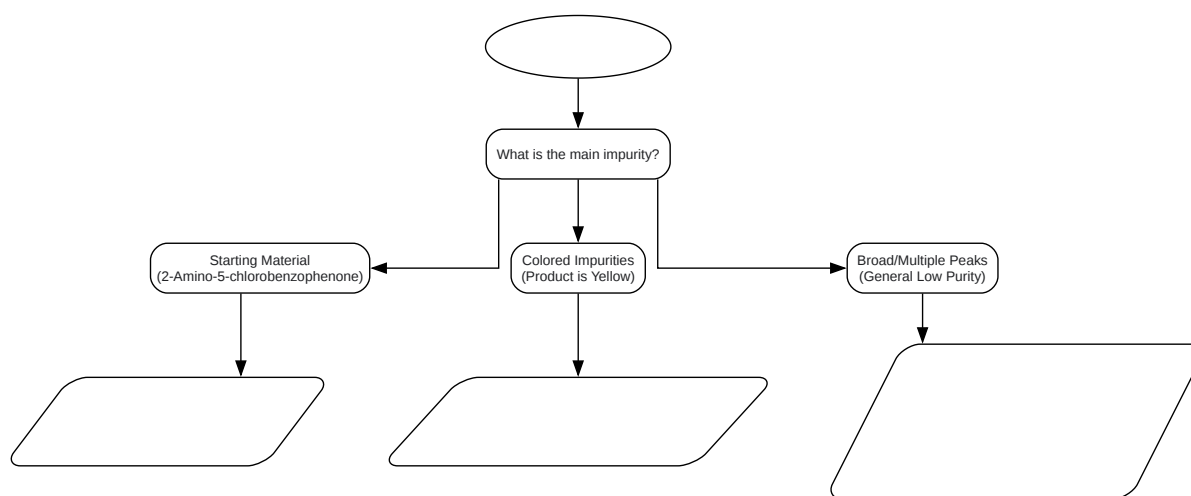 What is the main impurity?
Starting Material
(2-Amino-5-chlorobenzophenone)
Colored Impurities
(Product is Yellow)
Broad/Multiple Peaks
(General Low Purity)